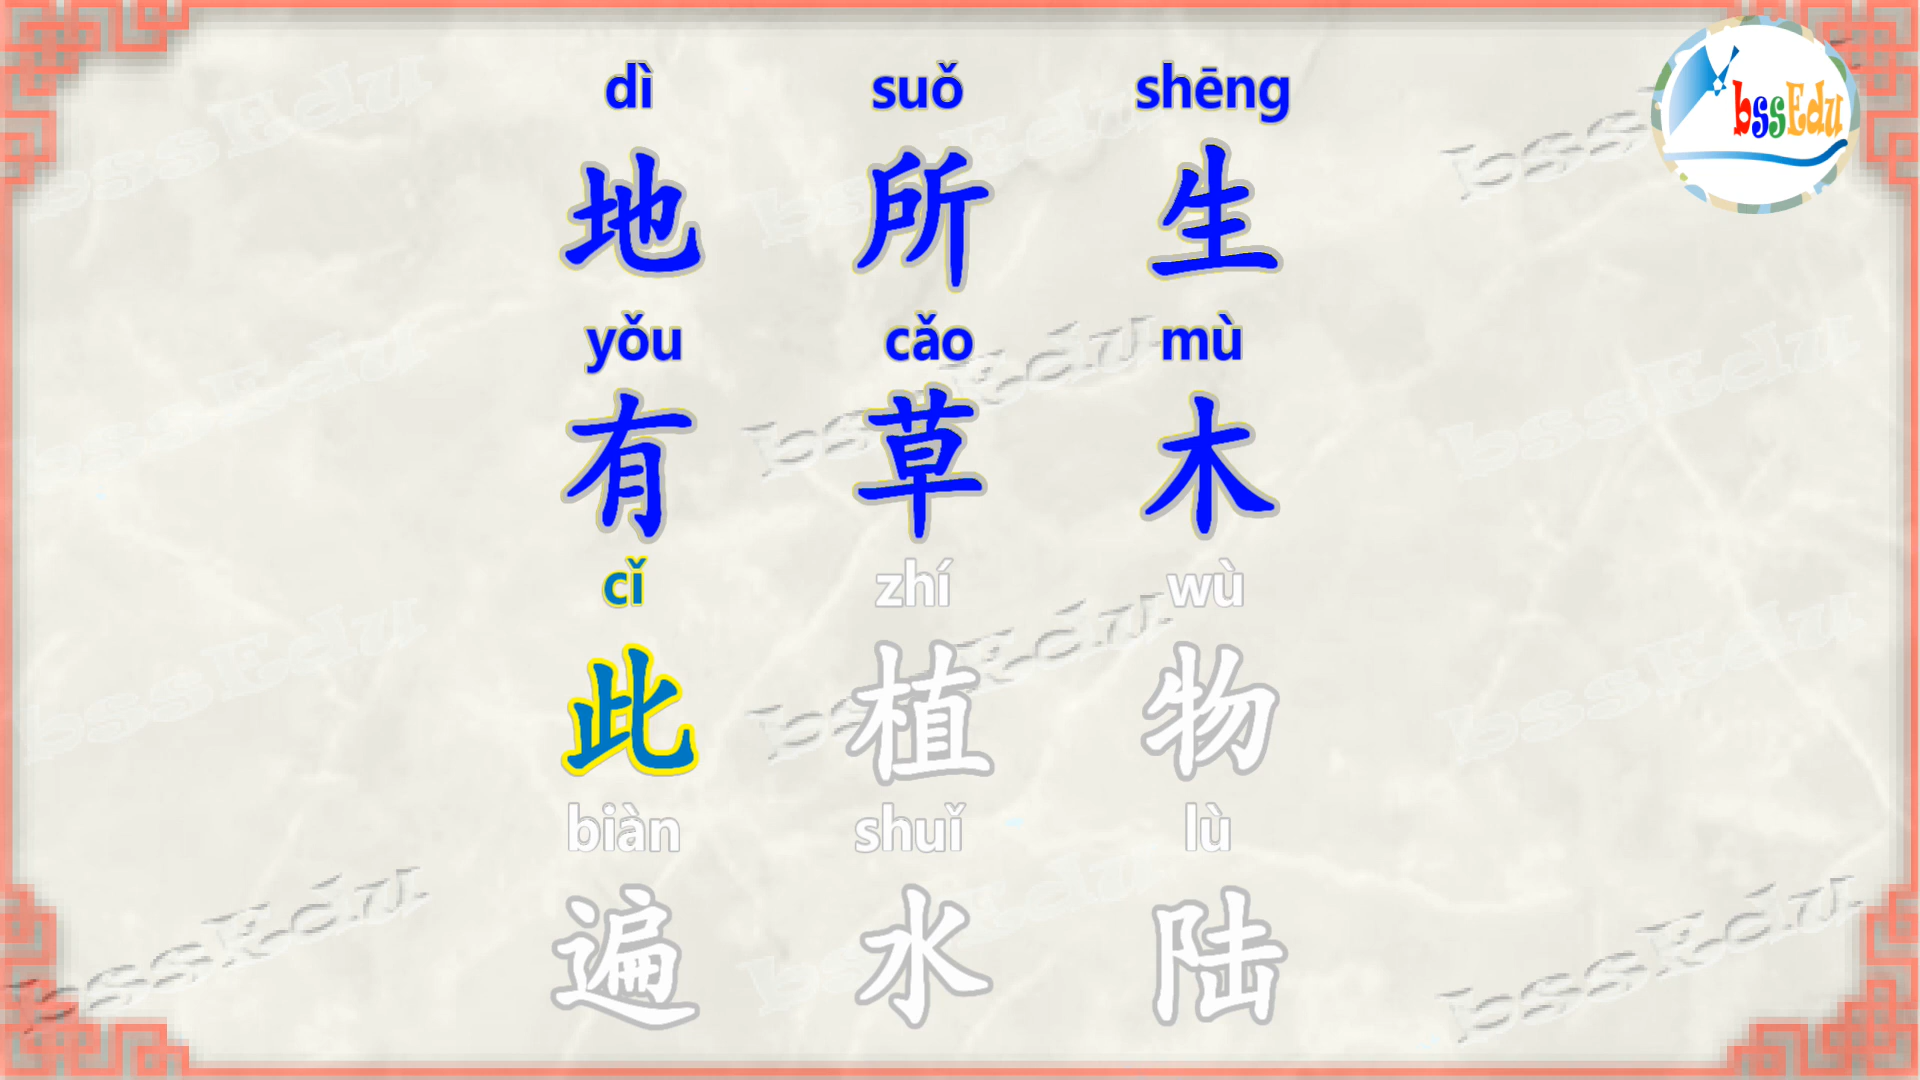 bssEdu
dì suǒ shēng
地 所 生
yǒu cǎo mù
有 草 木
cǐ zhí wù
此 植 物
biàn shuǐ lù
遍 水 陆